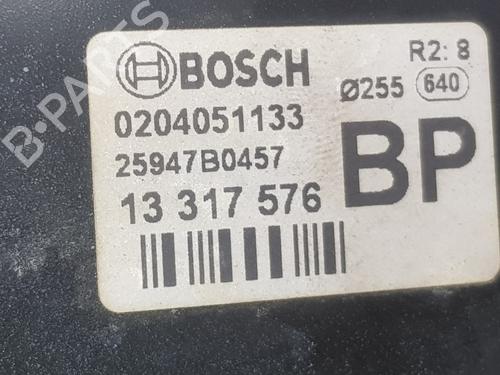 BOSCH
R2: 8
Ø255 640
0204051133
25947B0457
BP
13 317 576
B-PARTS